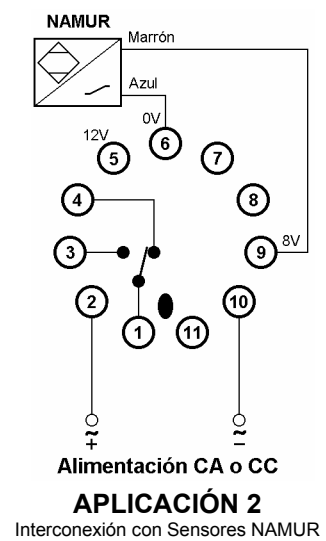 NAMUR
Marrón
Azul
0V
12V
6
5
7
4
8
3
9
8V
2
10
1
11
~
+
~
−
Alimentación CA o CC
APLICACIÓN 2
Interconexión con Sensores NAMUR